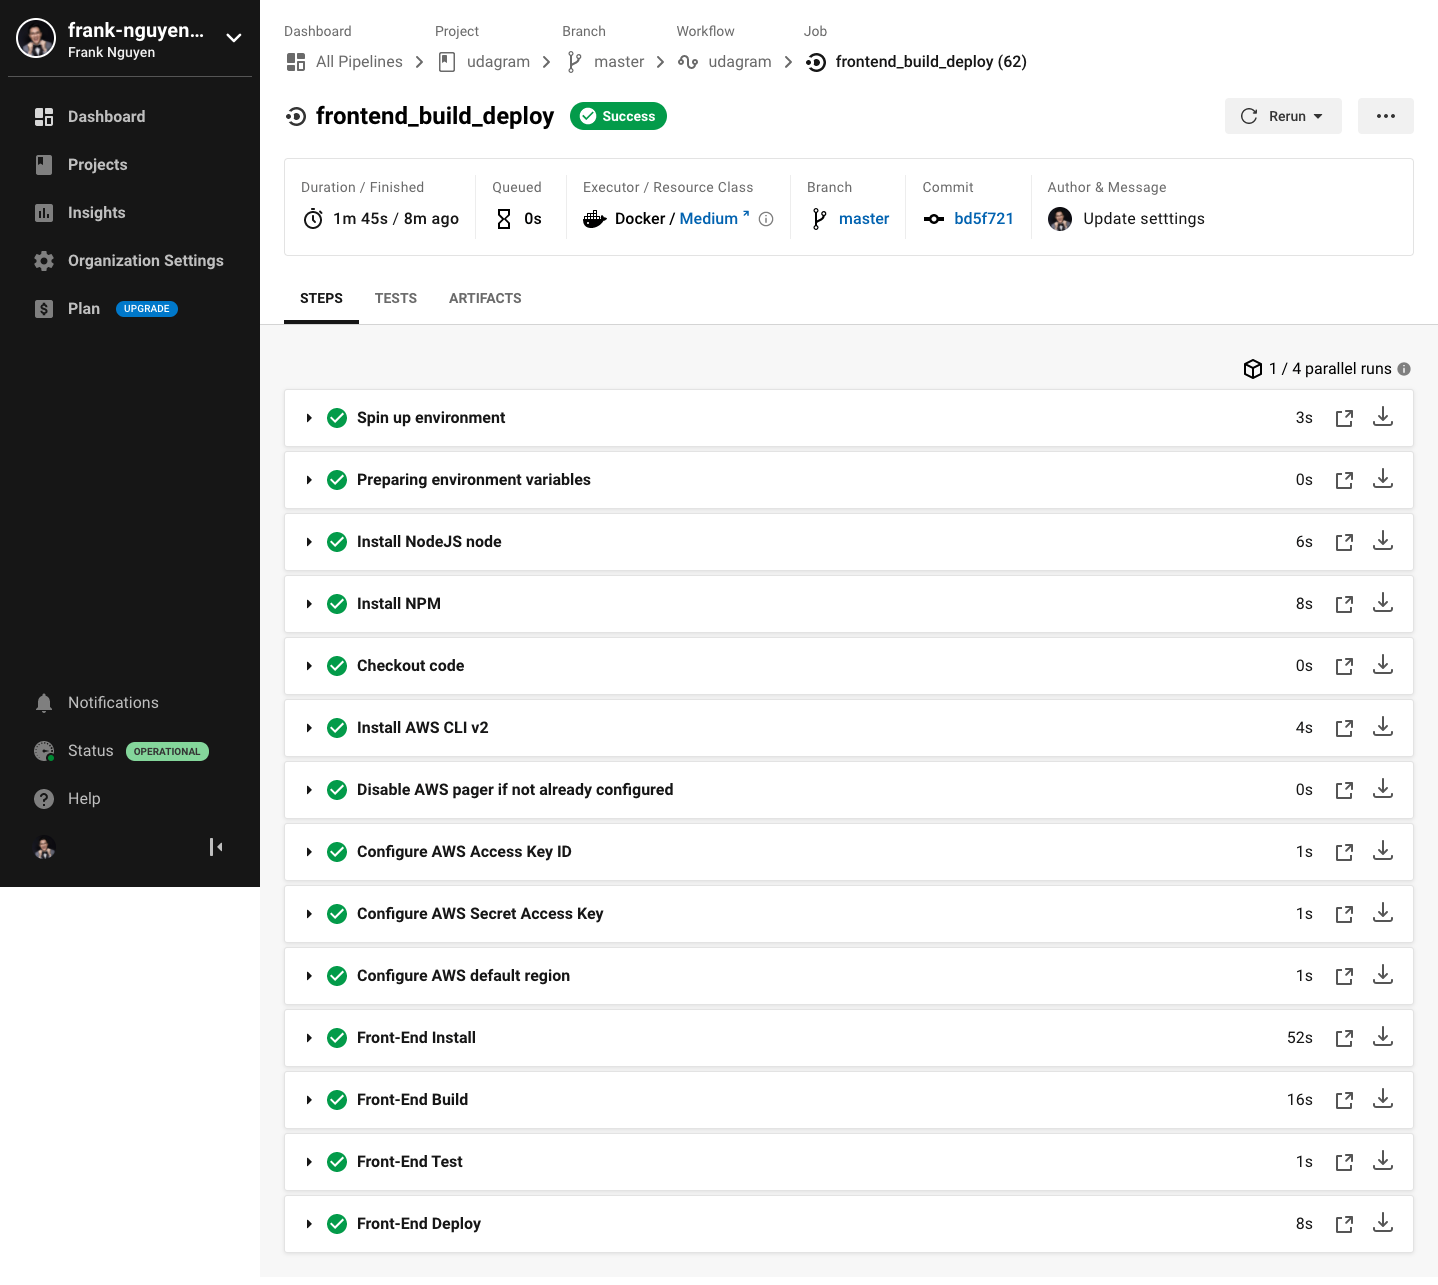 frank-nguyen...
Frank Nguyen
Dashboard
Projects
Insights
Organization Settings
Plan UPGRADE
Notifications
Status OPERATIONAL
Help
Dashboard Project Branch Workflow Job
All Pipelines udagram master udagram frontend_build_deploy (62)
frontend_build_deploy Success Rerun
Duration / Finished Queued Executor / Resource Class Branch Commit Author & Message
1m 45s / 8m ago 0s Docker / Medium master bd5f721 Update setttings
STEPS TESTS ARTIFACTS
1 / 4 parallel runs
Spin up environment 3s
Preparing environment variables 0s
Install NodeJS node 6s
Install NPM 8s
Checkout code 0s
Install AWS CLI v2 4s
Disable AWS pager if not already configured 0s
Configure AWS Access Key ID 1s
Configure AWS Secret Access Key 1s
Configure AWS default region 1s
Front-End Install 52s
Front-End Build 16s
Front-End Test 1s
Front-End Deploy 8s